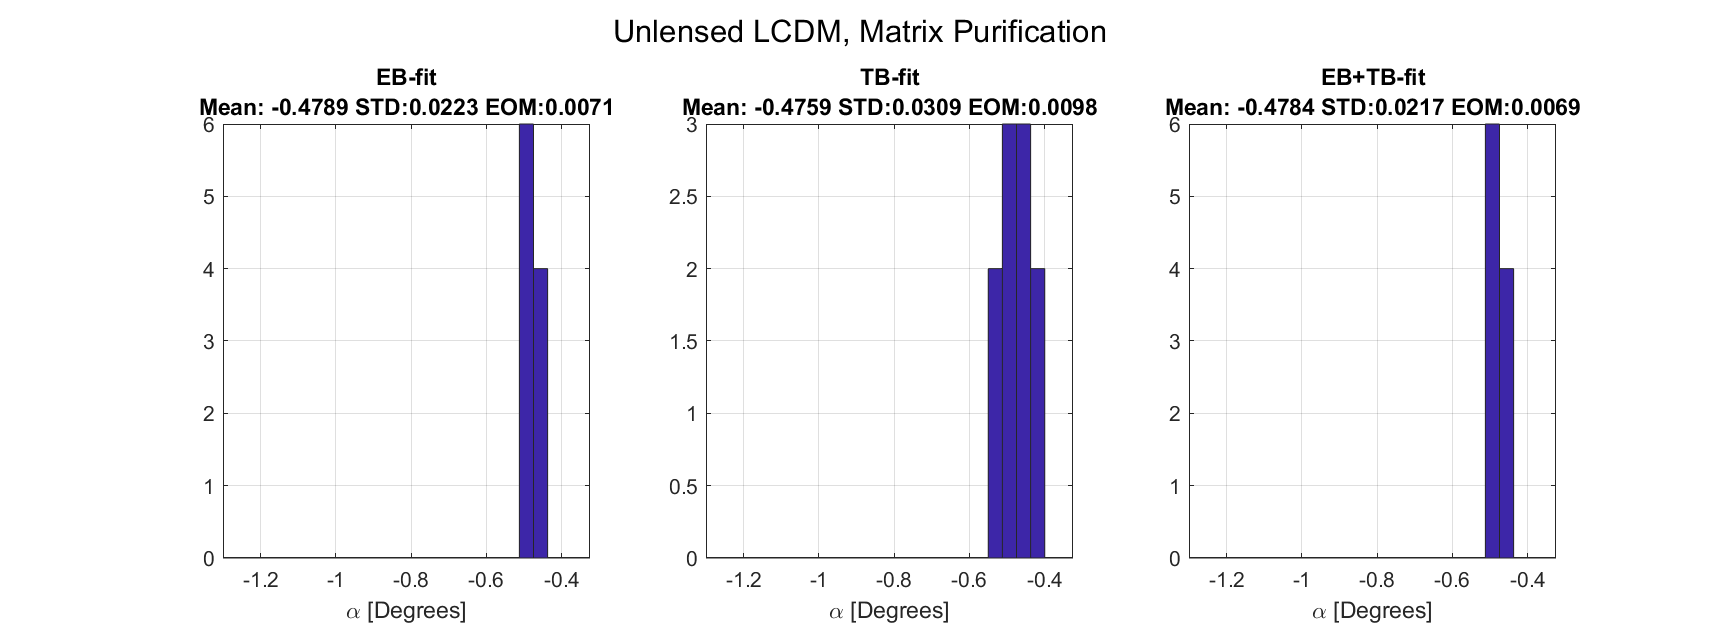 Unlensed LCDM, Matrix Purification
EB-fit
Mean: -0.4789 STD:0.0223 EOM:0.0071
6
5
4
3
2
1
0
-1.2 -1 -0.8 -0.6 -0.4
α [Degrees]
TB-fit
Mean: -0.4759 STD:0.0309 EOM:0.0098
3
2.5
2
1.5
1
0.5
0
-1.2 -1 -0.8 -0.6 -0.4
α [Degrees]
EB+TB-fit
Mean: -0.4784 STD:0.0217 EOM:0.0069
6
5
4
3
2
1
0
-1.2 -1 -0.8 -0.6 -0.4
α [Degrees]